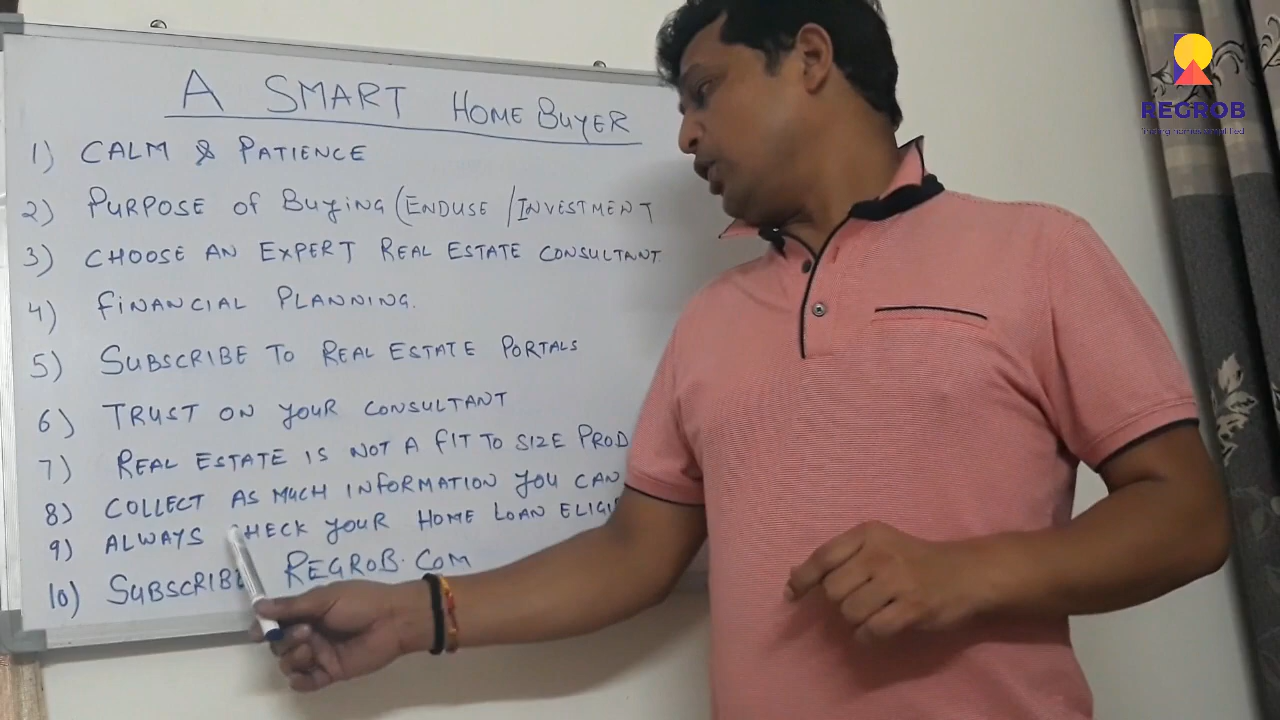 A SMART HOME BUYER
1) CALM & PATIENCE
2) PURPOSE OF BUYING (ENDUSE / INVESTMENT
3) CHOOSE AN EXPERT REAL ESTATE CONSULTANT
4) FINANCIAL PLANNING.
5) SUBSCRIBE TO REAL ESTATE PORTALS
6) TRUST ON YOUR CONSULTANT
7) REAL ESTATE IS NOT A FIT TO SIZE PROD
8) COLLECT AS MUCH INFORMATION YOU CAN
9) ALWAYS CHECK YOUR HOME LOAN ELIGI
10) SUBSCRIBE REGROB.COM
REGROB